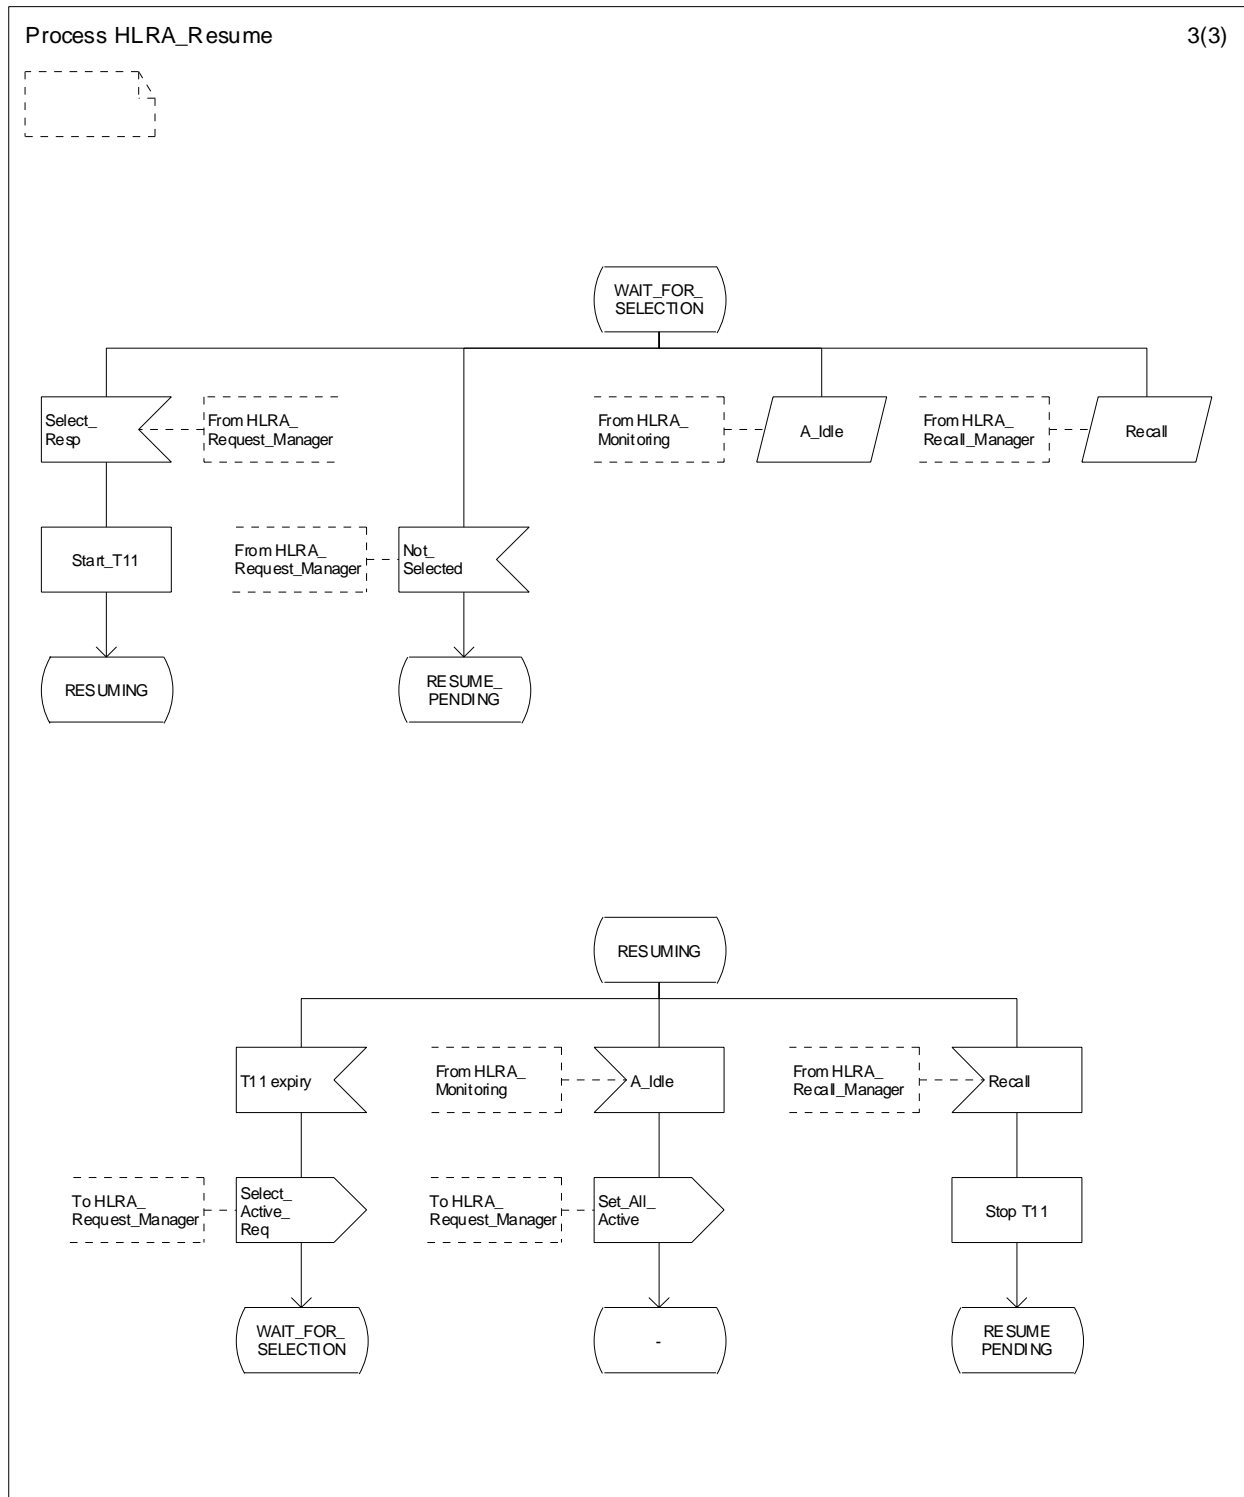 Process HLRA_Resume
3(3)
WAIT_FOR_
SELECTION
Select_
Resp
From HLRA_
Request_Manager
From HLRA_
Monitoring
A_Idle
From HLRA_
Recall_Manager
Recall
Start_T11
From HLRA_
Request_Manager
Not_
Selected
RESUMING
RESUME_
PENDING
RESUMING
T11 expiry
From HLRA_
Monitoring
A_Idle
From HLRA_
Recall_Manager
Recall
To HLRA_
Request_Manager
Select_
Active_
Req
To HLRA_
Request_Manager
Set_All_
Active
Stop T11
WAIT_FOR_
SELECTION
-
RESUME
PENDING